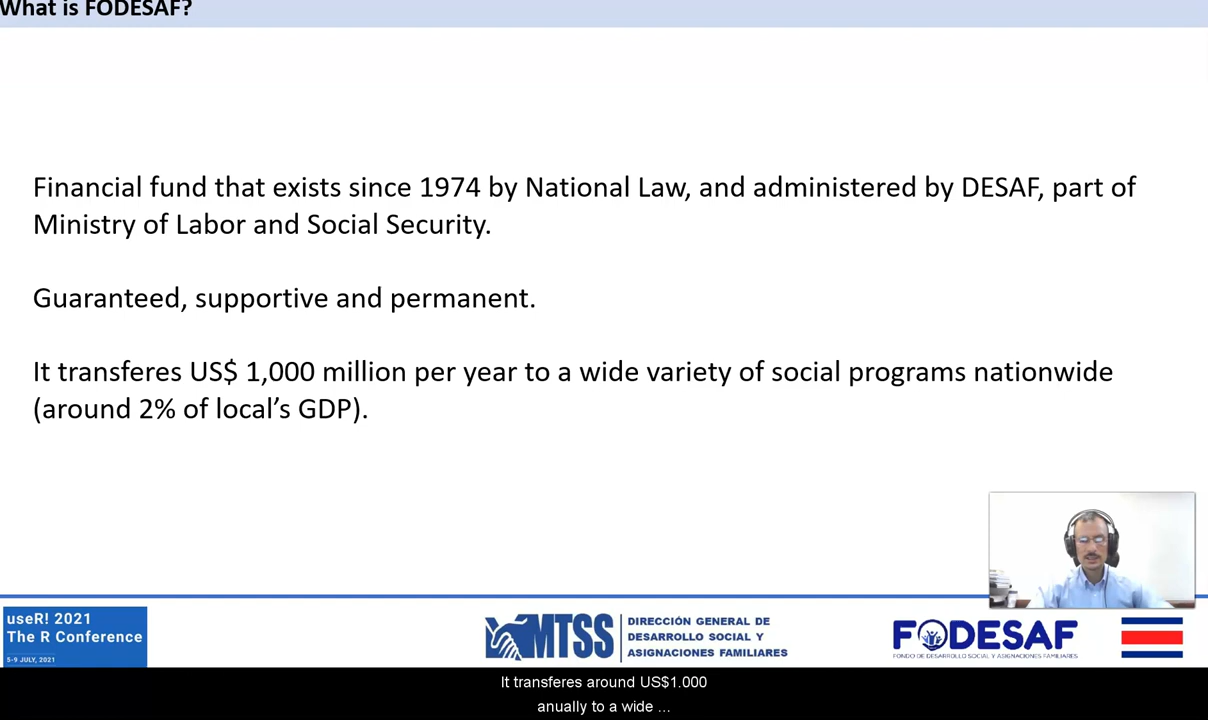 What is FODESAF?
Financial fund that exists since 1974 by National Law, and administered by DESAF, part of
Ministry of Labor and Social Security.
Guaranteed, supportive and permanent.
It transferes US$ 1,000 million per year to a wide variety of social programs nationwide
(around 2% of local’s GDP).
useR! 2021
The R Conference
5-9 JULY, 2021
MTSS
DIRECCIÓN GENERAL DE
DESARROLLO SOCIAL Y
ASIGNACIONES FAMILIARES
FODESAF
FONDO DE DESARROLLO SOCIAL Y ASIGNACIONES FAMILIARES
It transferes around US$1.000
anually to a wide ...